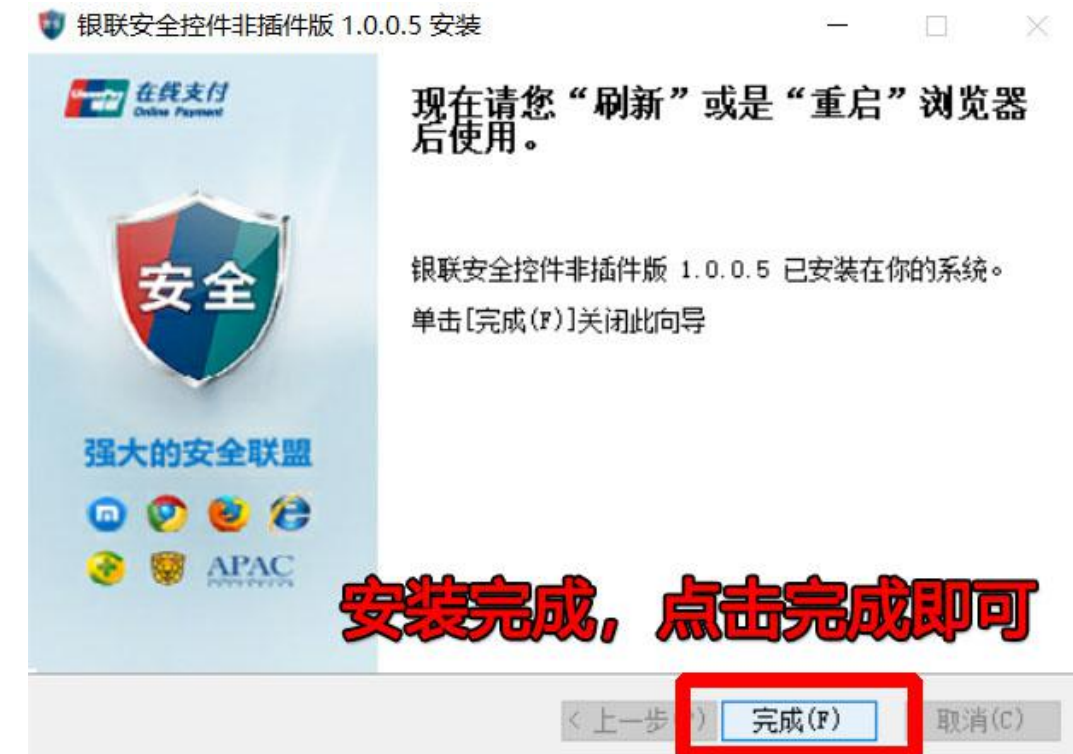 银联安全控件非插件版 1.0.0.5 安装
在线支付
Online Payment
现在请您“刷新”或是“重启”浏览器
后使用。
安全
银联安全控件非插件版 1.0.0.5 已安装在你的系统。
单击[完成(F)]关闭此向导
强大的安全联盟
APAC
安装完成，点击完成即可
< 上一步 )
完成(F)
取消(C)